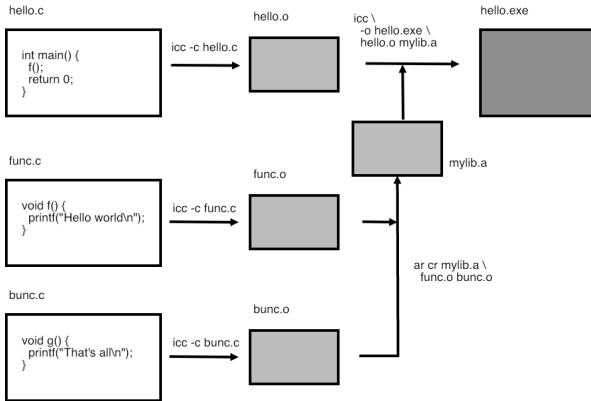 hello.c
int main() {
f();
return 0;
}
icc -c hello.c
hello.o
icc \
-o hello.exe \
hello.o mylib.a
hello.exe
mylib.a
func.c
void f() {
printf("Hello world\n");
}
icc -c func.c
func.o
ar cr mylib.a \
func.o bunc.o
bunc.c
void g() {
printf("That's all\n");
}
icc -c bunc.c
bunc.o